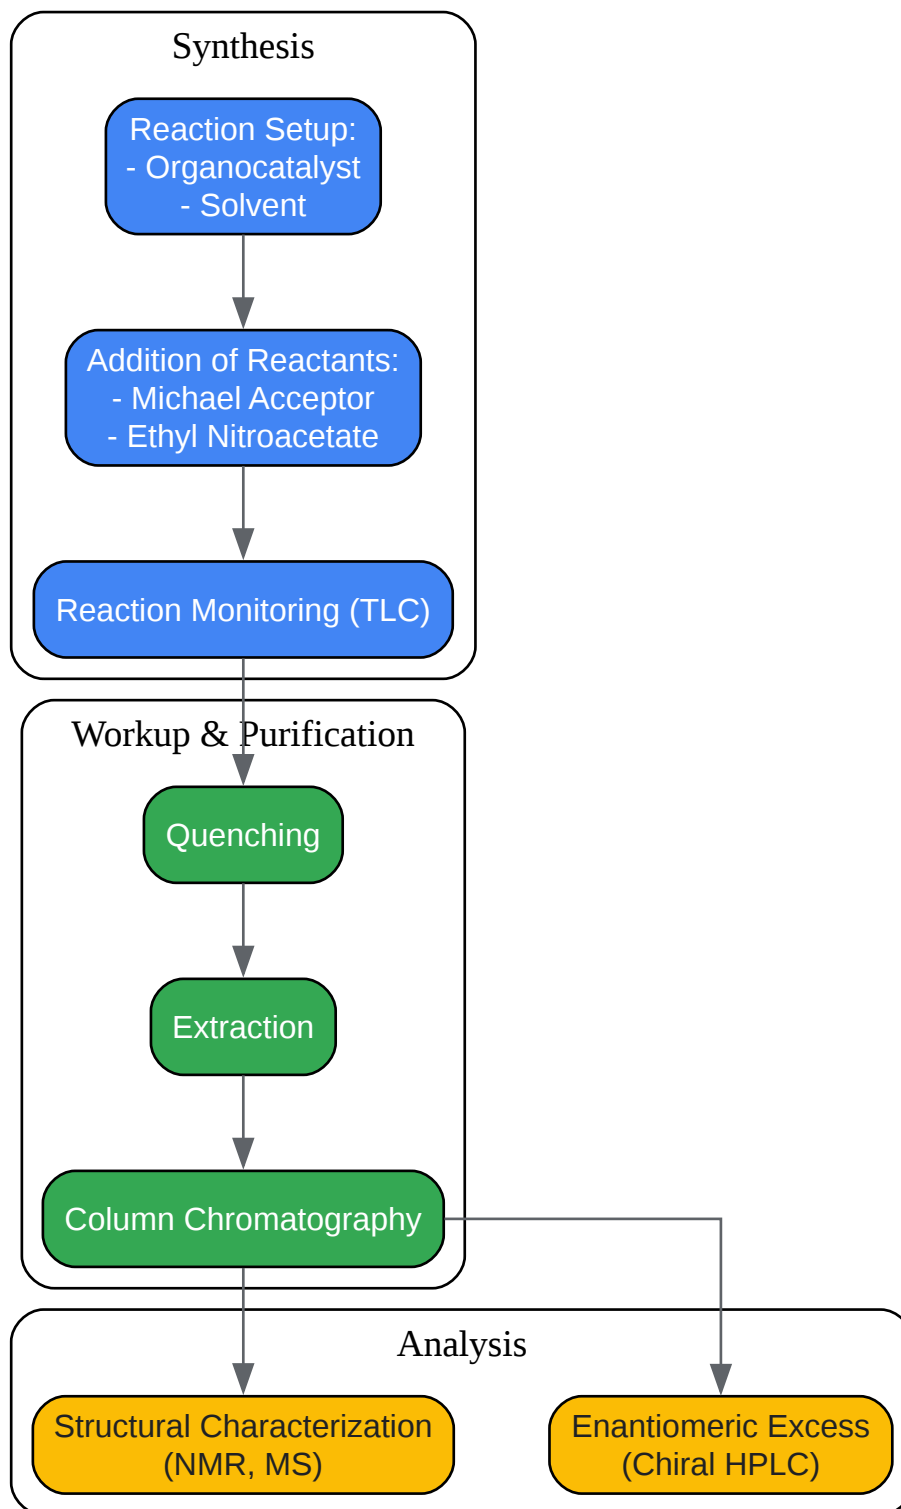 Synthesis
Reaction Setup:
- Organocatalyst
- Solvent
Addition of Reactants:
- Michael Acceptor
- Ethyl Nitroacetate
Reaction Monitoring (TLC)
Workup & Purification
Quenching
Extraction
Column Chromatography
Analysis
Structural Characterization
(NMR, MS)
Enantiomeric Excess
(Chiral HPLC)